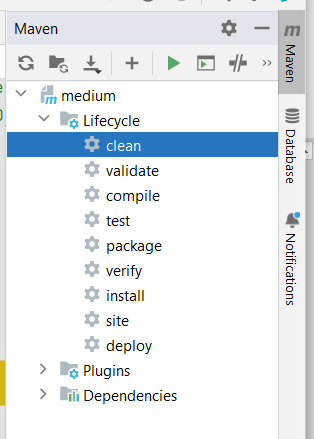 Maven
medium
Lifecycle
clean
validate
compile
test
package
verify
install
site
deploy
Plugins
Dependencies
Maven
Database
Notifications